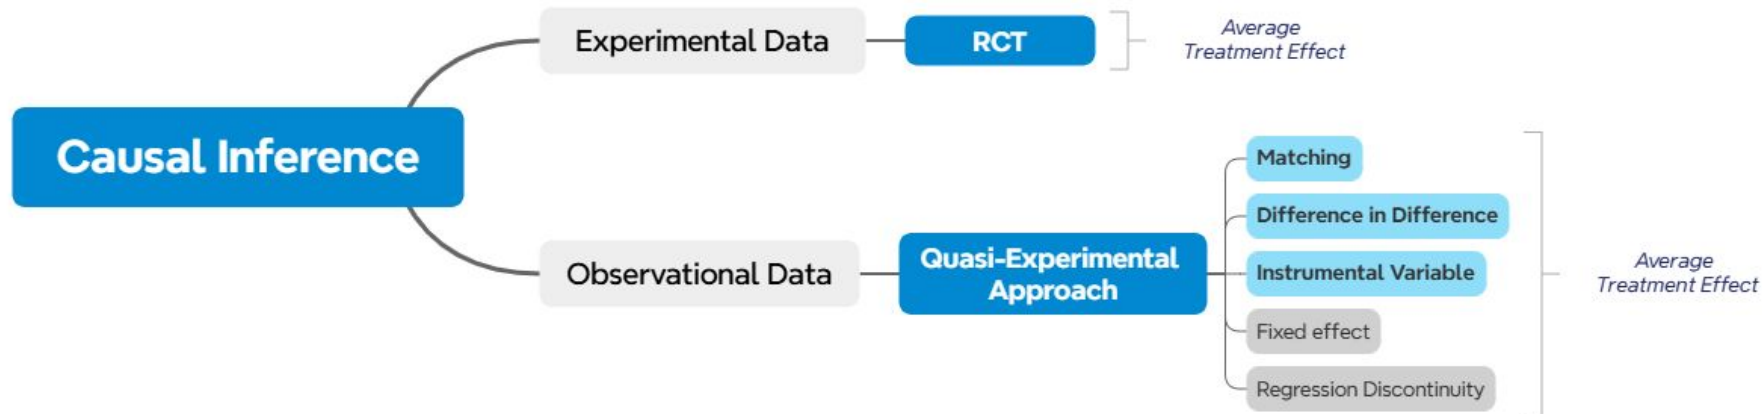 Experimental Data
RCT
Average
Treatment Effect
Causal Inference
Observational Data
Quasi-Experimental
Approach
Matching
Difference in Difference
Instrumental Variable
Fixed effect
Regression Discontinuity
Average
Treatment Effect